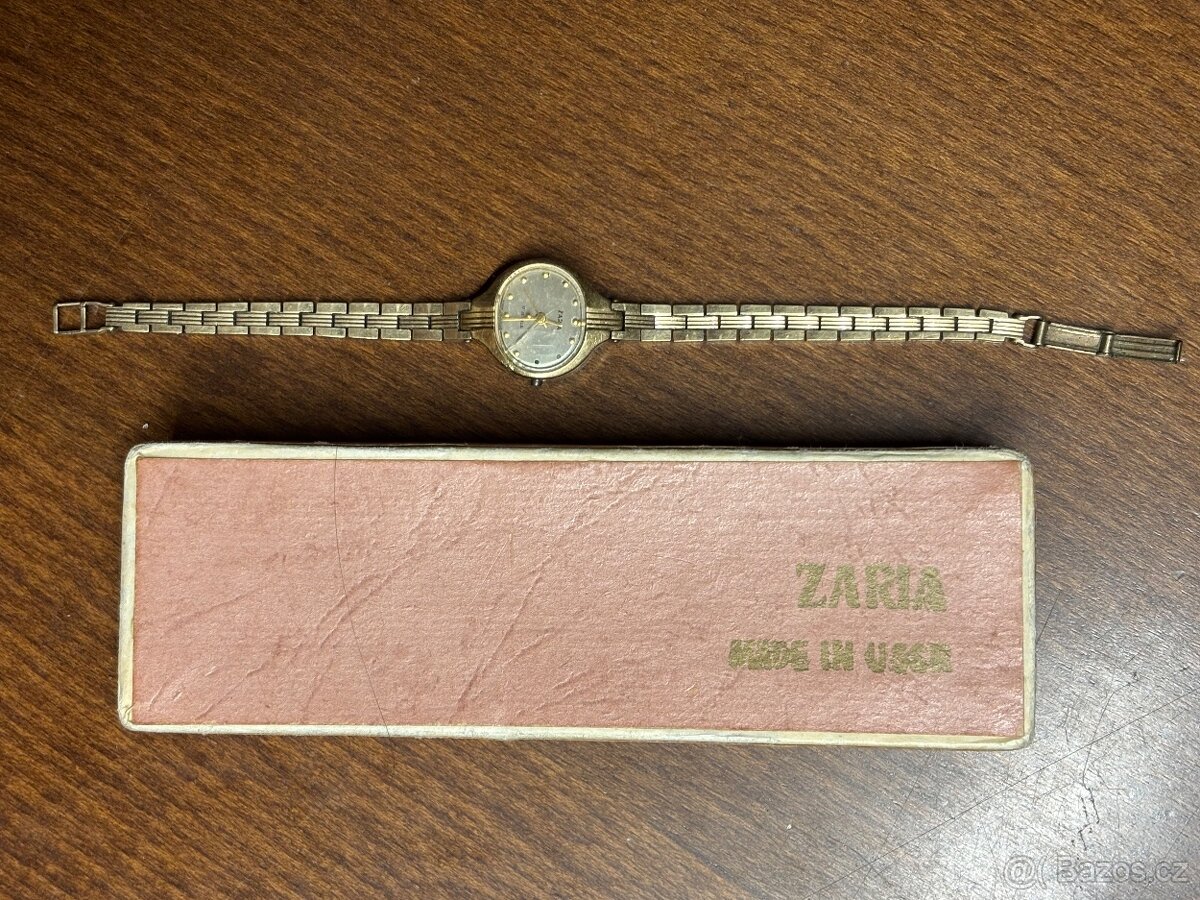 ZARIA
MADE IN USSR
@ Bazos.cz